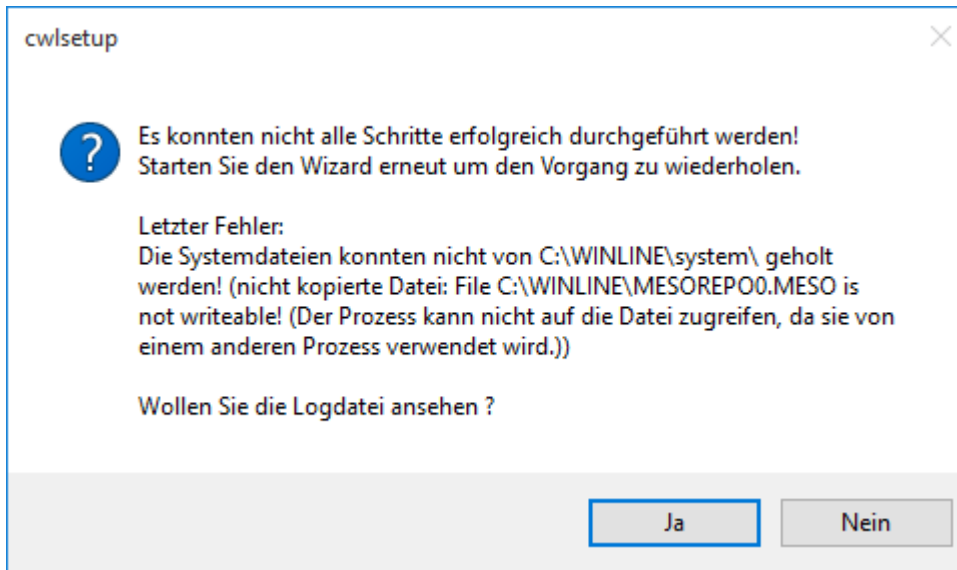 cwlsetup
Es konnten nicht alle Schritte erfolgreich durchgeführt werden!
Starten Sie den Wizard erneut um den Vorgang zu wiederholen.
Letzter Fehler:
Die Systemdateien konnten nicht von C:\WINLINE\system\ geholt
werden! (nicht kopierte Datei: File C:\WINLINE\MESOREPO0.MESO is
not writeable! (Der Prozess kann nicht auf die Datei zugreifen, da sie von
einem anderen Prozess verwendet wird.))
Wollen Sie die Logdatei ansehen ?
Ja
Nein